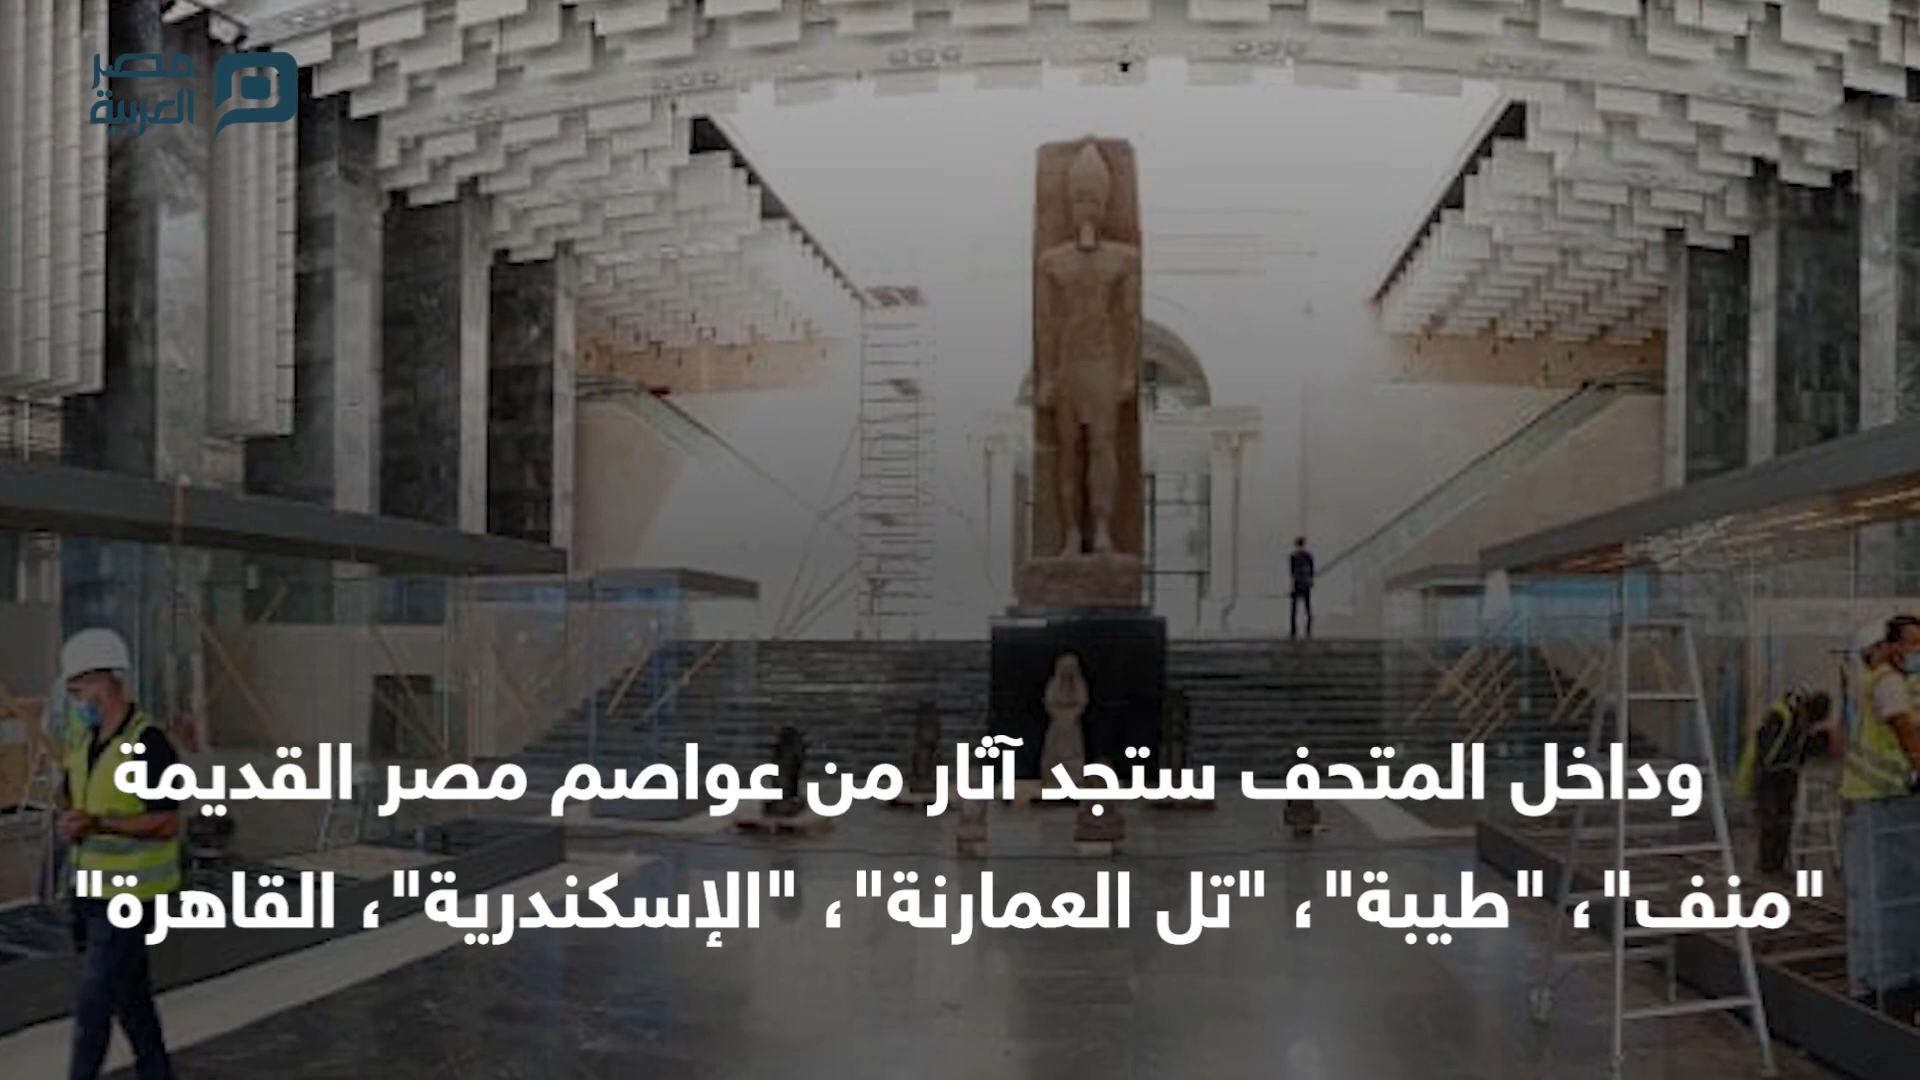 مصر
العربية
وداخل المتحف ستجد آثار من عواصم مصر القديمة
"منف"، "طيبة"، "تل العمارنة"، "الإسكندرية"، القاهرة"